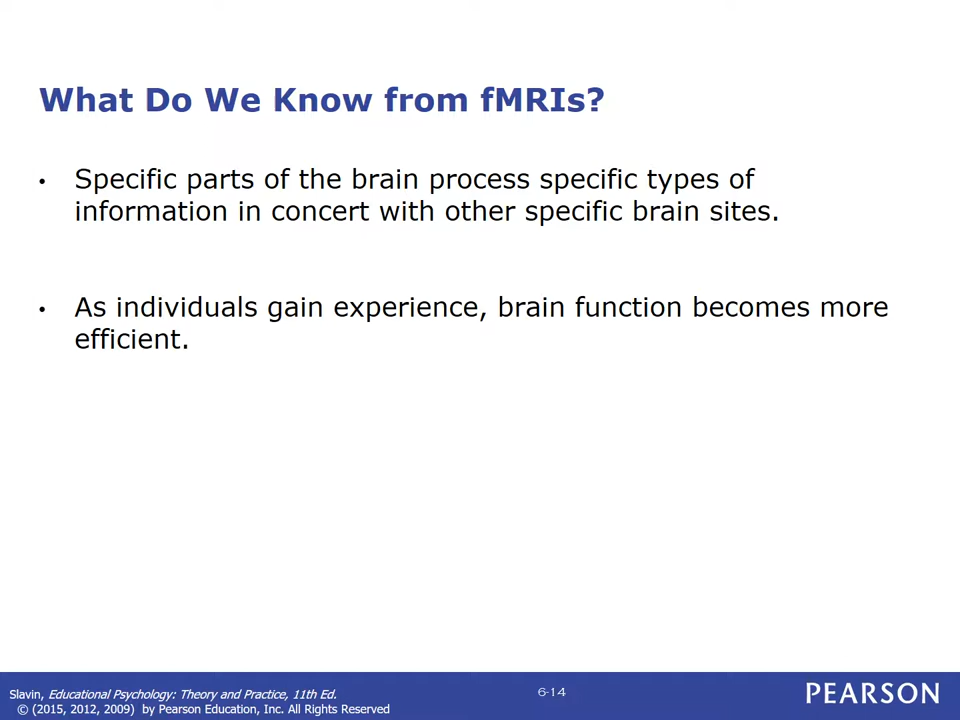 What Do We Know from fMRIs?
• Specific parts of the brain process specific types of
information in concert with other specific brain sites.
• As individuals gain experience, brain function becomes more
efficient.
Slavin, Educational Psychology: Theory and Practice, 11th Ed.
© (2015, 2012, 2009) by Pearson Education, Inc. All Rights Reserved
6-14
PEARSON